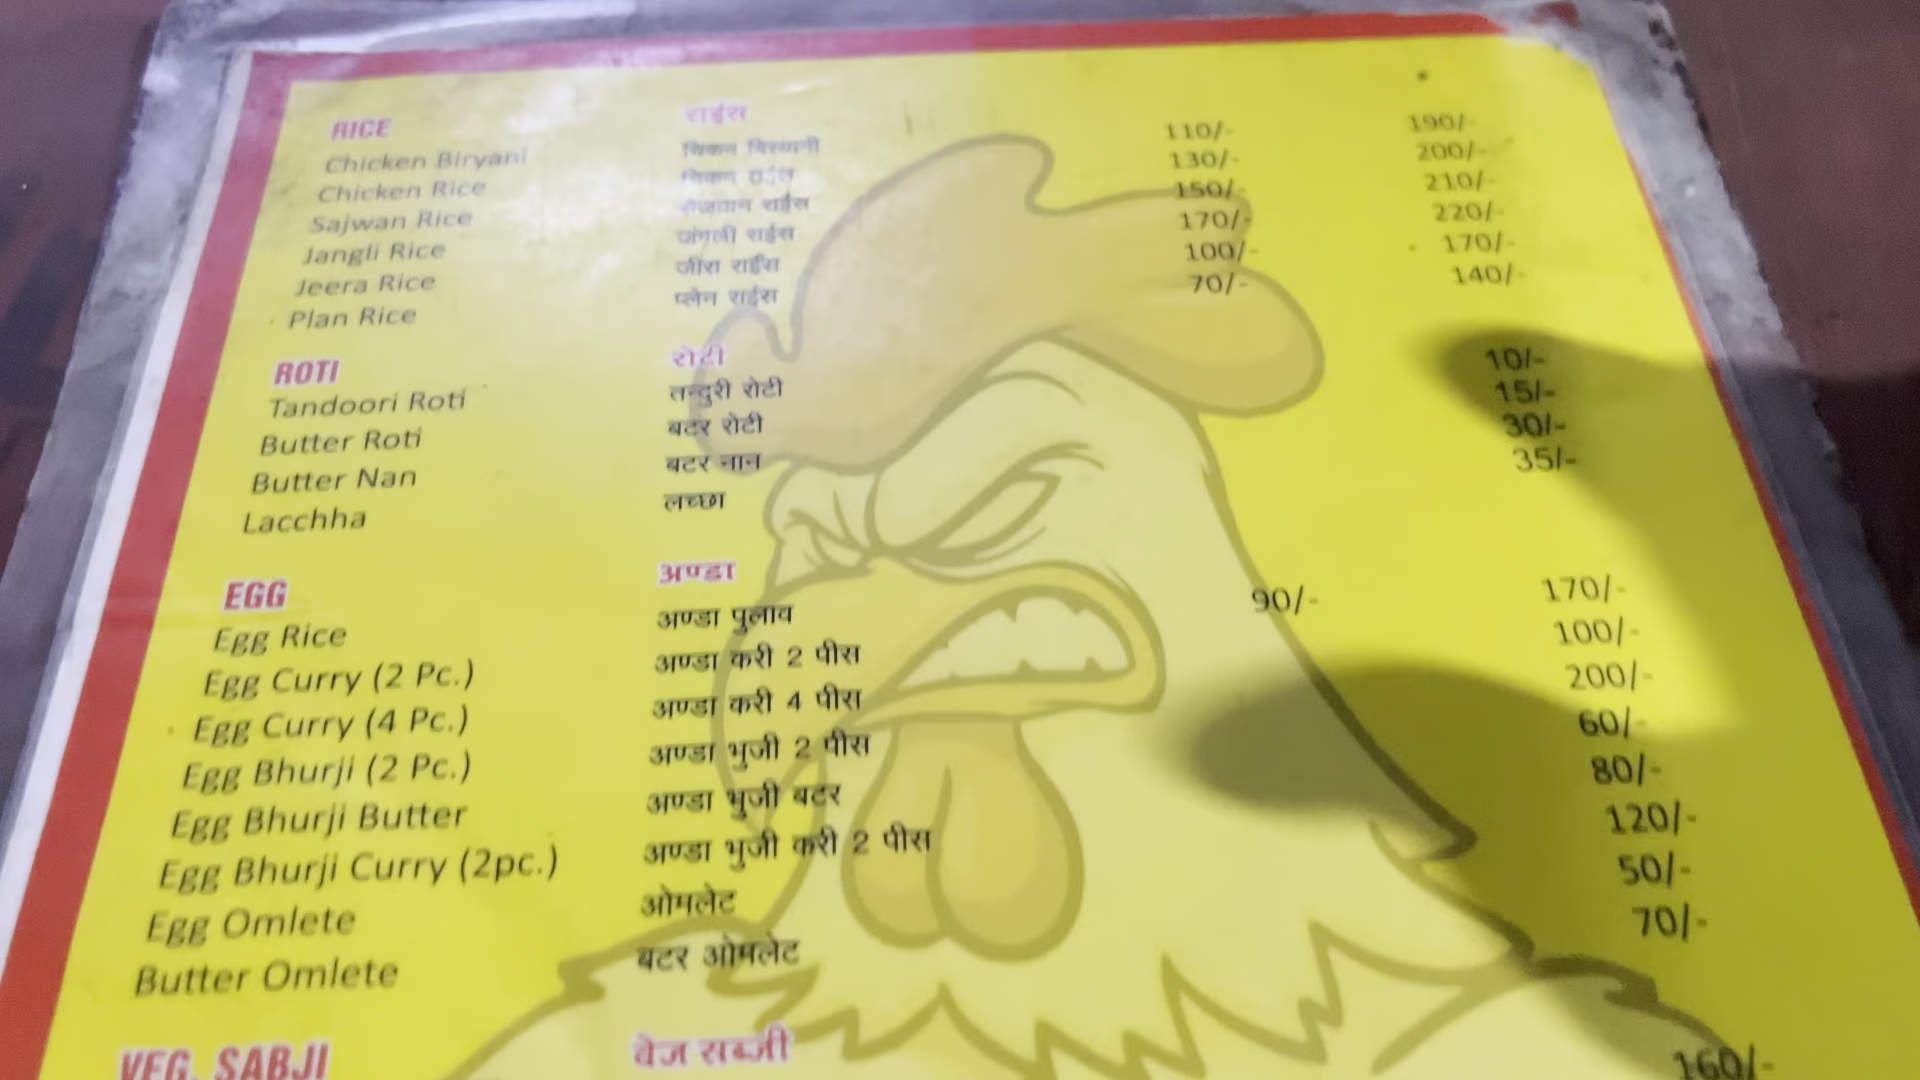 RICE राईस
Chicken Biryani चिकन बिरयानी 110/- 190/-
Chicken Rice चिकन राईस 130/- 200/-
Sajwan Rice सेजवान राईस 150/- 210/-
Jangli Rice जंगली राईस 170/- 220/-
Jeera Rice जीरा राईस 100/- 170/-
Plan Rice प्लेन राईस 70/- 140/-
ROTI रोटी
Tandoori Roti तन्दुरी रोटी 10/-
Butter Roti बटर रोटी 15/-
Butter Nan बटर नान 30/-
Lacchha लच्छा 35/-
EGG अण्डा
Egg Rice अण्डा पुलाव 90/- 170/-
Egg Curry (2 Pc.) अण्डा करी 2 पीस 100/-
Egg Curry (4 Pc.) अण्डा करी 4 पीस 200/-
Egg Bhurji (2 Pc.) अण्डा भुजी 2 पीस 60/-
Egg Bhurji Butter अण्डा भुजी बटर 80/-
Egg Bhurji Curry (2pc.) अण्डा भुजी करी 2 पीस 120/-
Egg Omlete ओमलेट 50/-
Butter Omlete बटर ओमलेट 70/-
VEG. SABJI वेज सब्जी
160/-